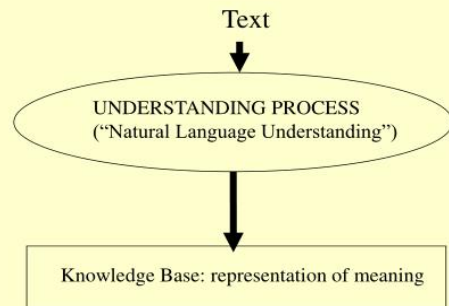 Text
UNDERSTANDING PROCESS
(“Natural Language Understanding”)
Knowledge Base: representation of meaning